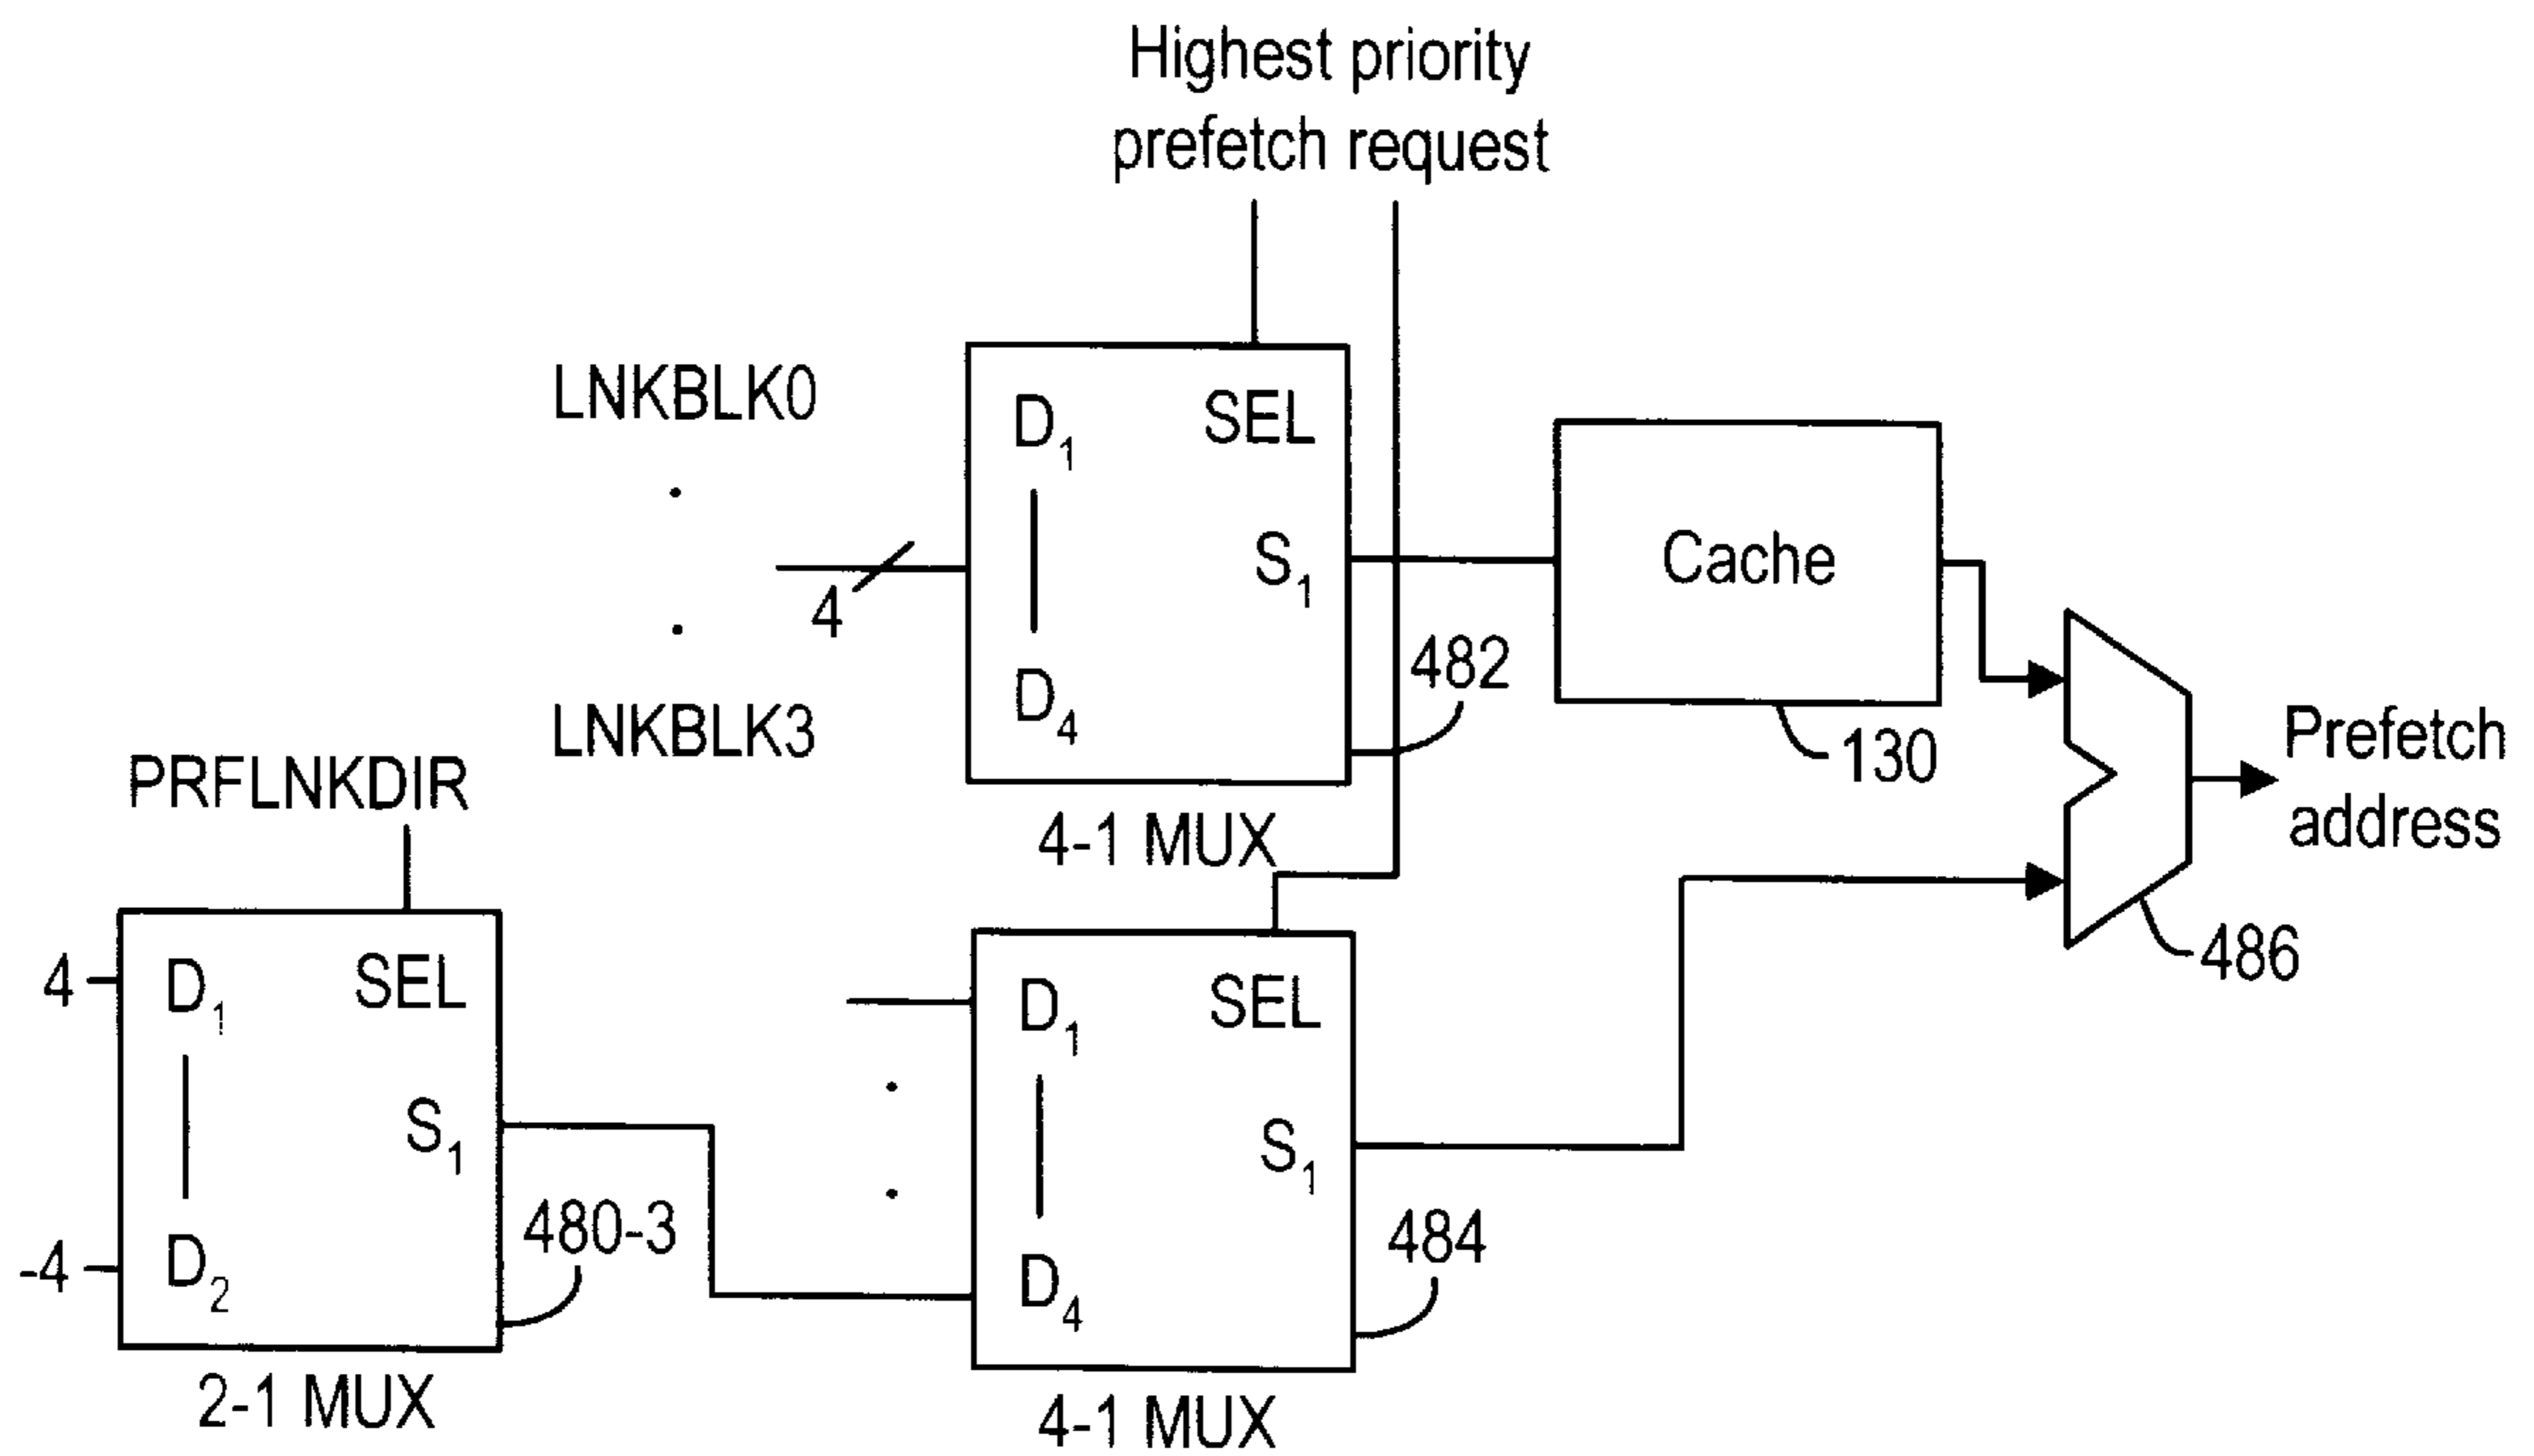 Highest priority
prefetch request
LNKBLK0
D1
SEL
S1
4
D4
LNKBLK3
482
4-1 MUX
Cache
130
Prefetch
address
486
PRFLNKDIR
4
D1
SEL
S1
-4
D2
480-3
2-1 MUX
D1
SEL
S1
D4
484
4-1 MUX